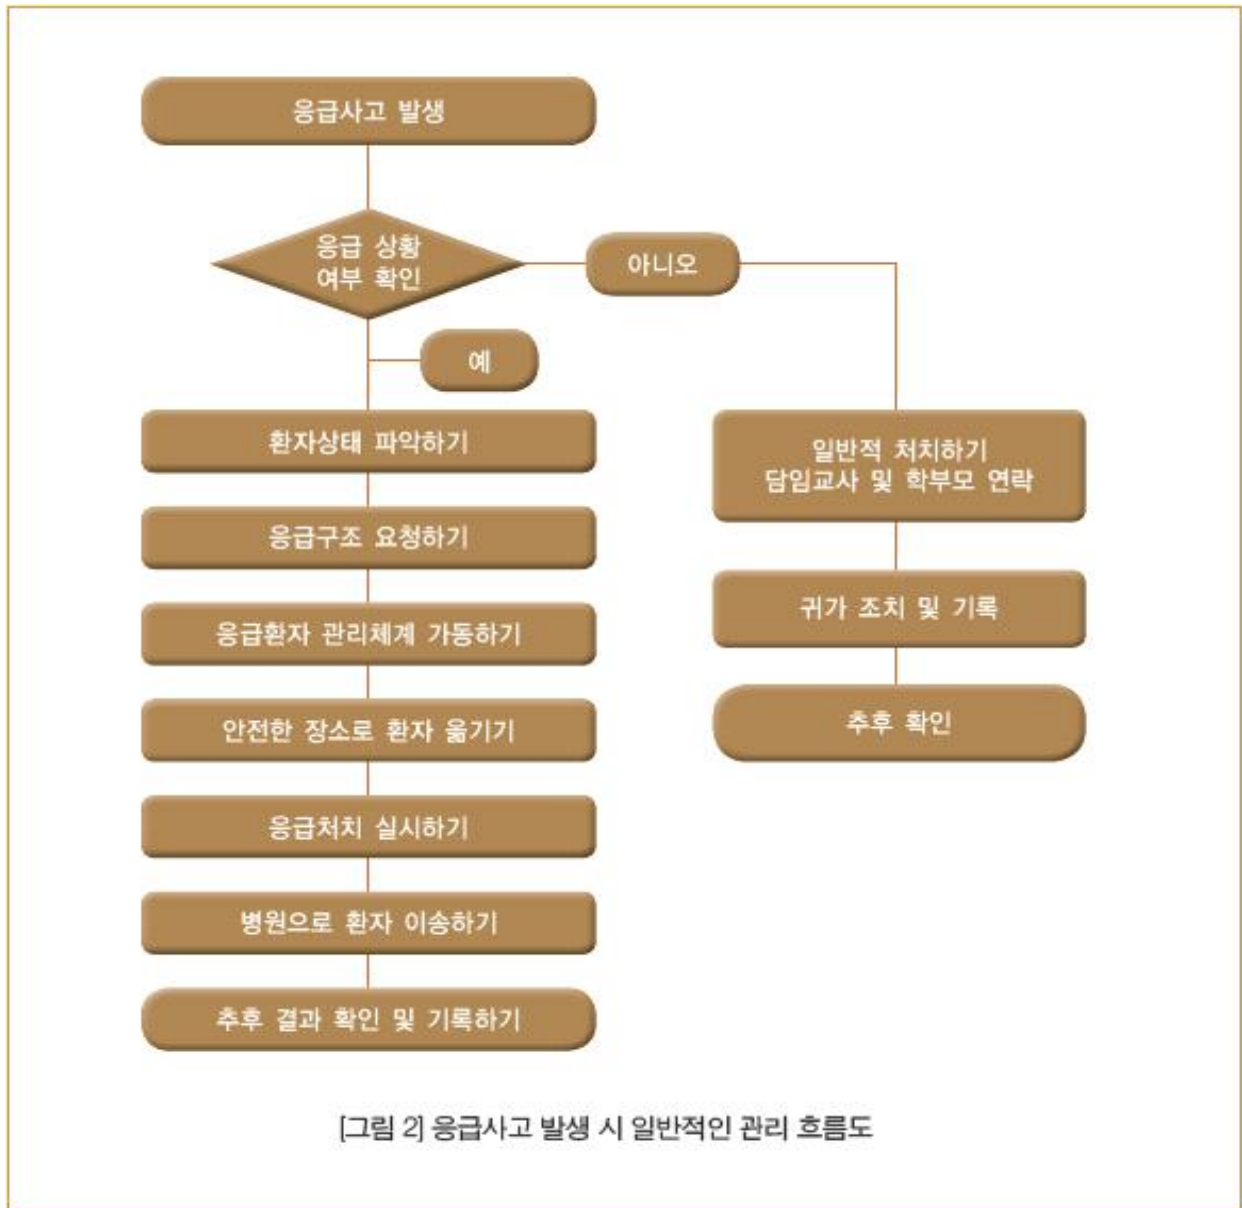 응급사고 발생
응급 상황
여부 확인
아니오
예
환자상태 파악하기
응급구조 요청하기
응급환자 관리체계 가동하기
안전한 장소로 환자 옮기기
응급처치 실시하기
병원으로 환자 이송하기
추후 결과 확인 및 기록하기
일반적 처치하기
담임교사 및 학부모 연락
귀가 조치 및 기록
추후 확인
[그림 2] 응급사고 발생 시 일반적인 관리 흐름도